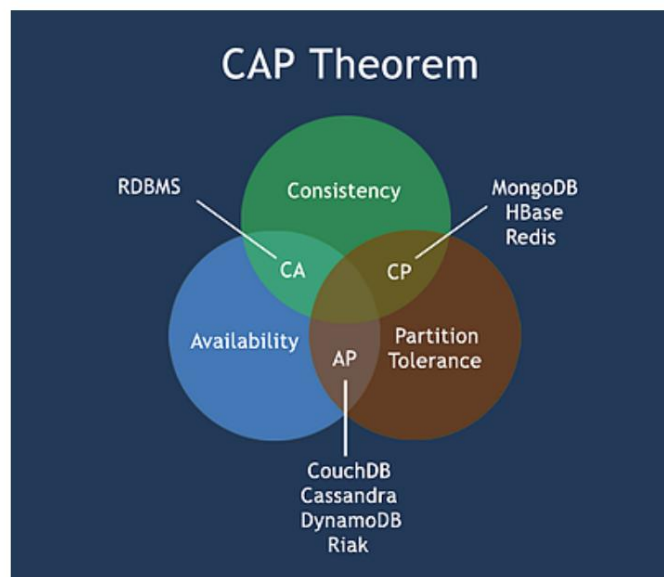 CAP Theorem
RDBMS
Consistency
MongoDB
HBase
Redis
CA
CP
Availability
Partition
Tolerance
AP
CouchDB
Cassandra
DynamoDB
Riak